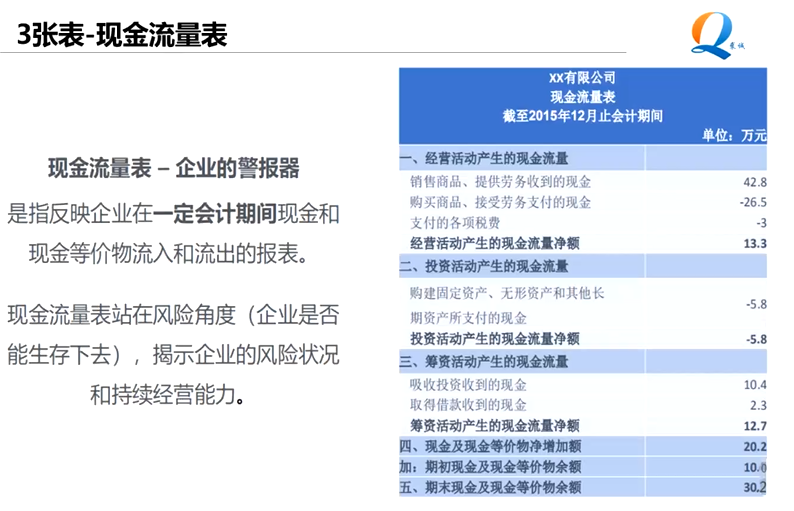 3张表-现金流量表
秉诚
现金流量表 – 企业的警报器
是指反映企业在一定会计期间现金和
现金等价物流入和流出的报表。
现金流量表站在风险角度（企业是否
能生存下去），揭示企业的风险状况
和持续经营能力。
XX有限公司
现金流量表
截至2015年12月止会计期间
单位：万元
一、经营活动产生的现金流量
销售商品、提供劳务收到的现金 42.8
购买商品、接受劳务支付的现金 -26.5
支付的各项税费 -3
经营活动产生的现金流量净额 13.3
二、投资活动产生的现金流量
购建固定资产、无形资产和其他长
期资产所支付的现金 -5.8
投资活动产生的现金流量净额 -5.8
三、筹资活动产生的现金流量
吸收投资收到的现金 10.4
取得借款收到的现金 2.3
筹资活动产生的现金流量净额 12.7
四、现金及现金等价物净增加额 20.2
加：期初现金及现金等价物余额 10.0
五、期末现金及现金等价物余额 30.2